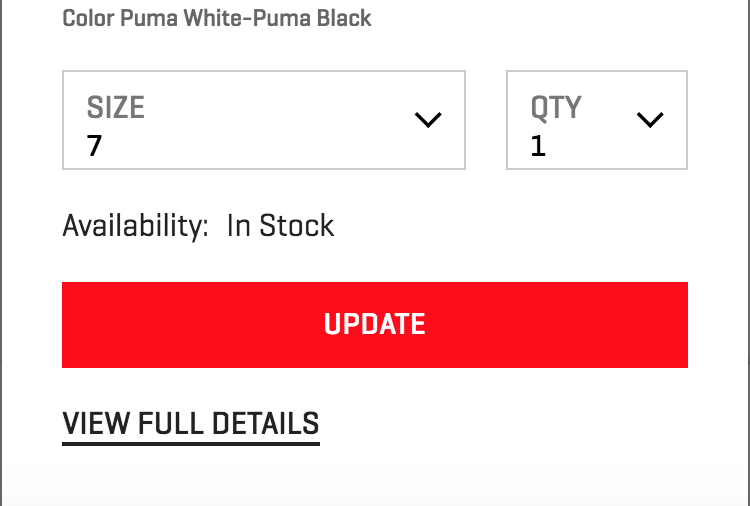 Color Puma White-Puma Black
SIZE
7
QTY
1
Availability: In Stock
UPDATE
VIEW FULL DETAILS